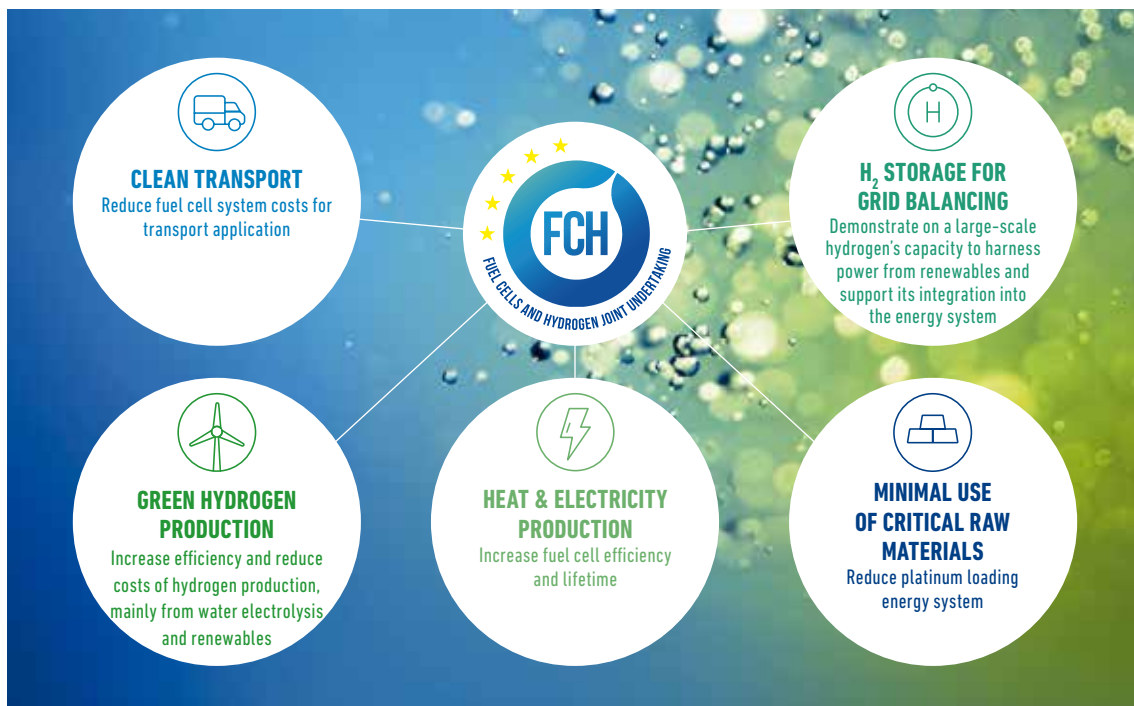 CLEAN TRANSPORT
Reduce fuel cell system costs for
transport application
FCH
FUEL CELLS AND HYDROGEN JOINT UNDERTAKING
H
H₂ STORAGE FOR
GRID BALANCING
Demonstrate on a large-scale
hydrogen's capacity to harness
power from renewables and
support its integration into
the energy system
GREEN HYDROGEN
PRODUCTION
Increase efficiency and reduce
costs of hydrogen production,
mainly from water electrolysis
and renewables
HEAT & ELECTRICITY
PRODUCTION
Increase fuel cell efficiency
and lifetime
MINIMAL USE
OF CRITICAL RAW
MATERIALS
Reduce platinum loading
energy system